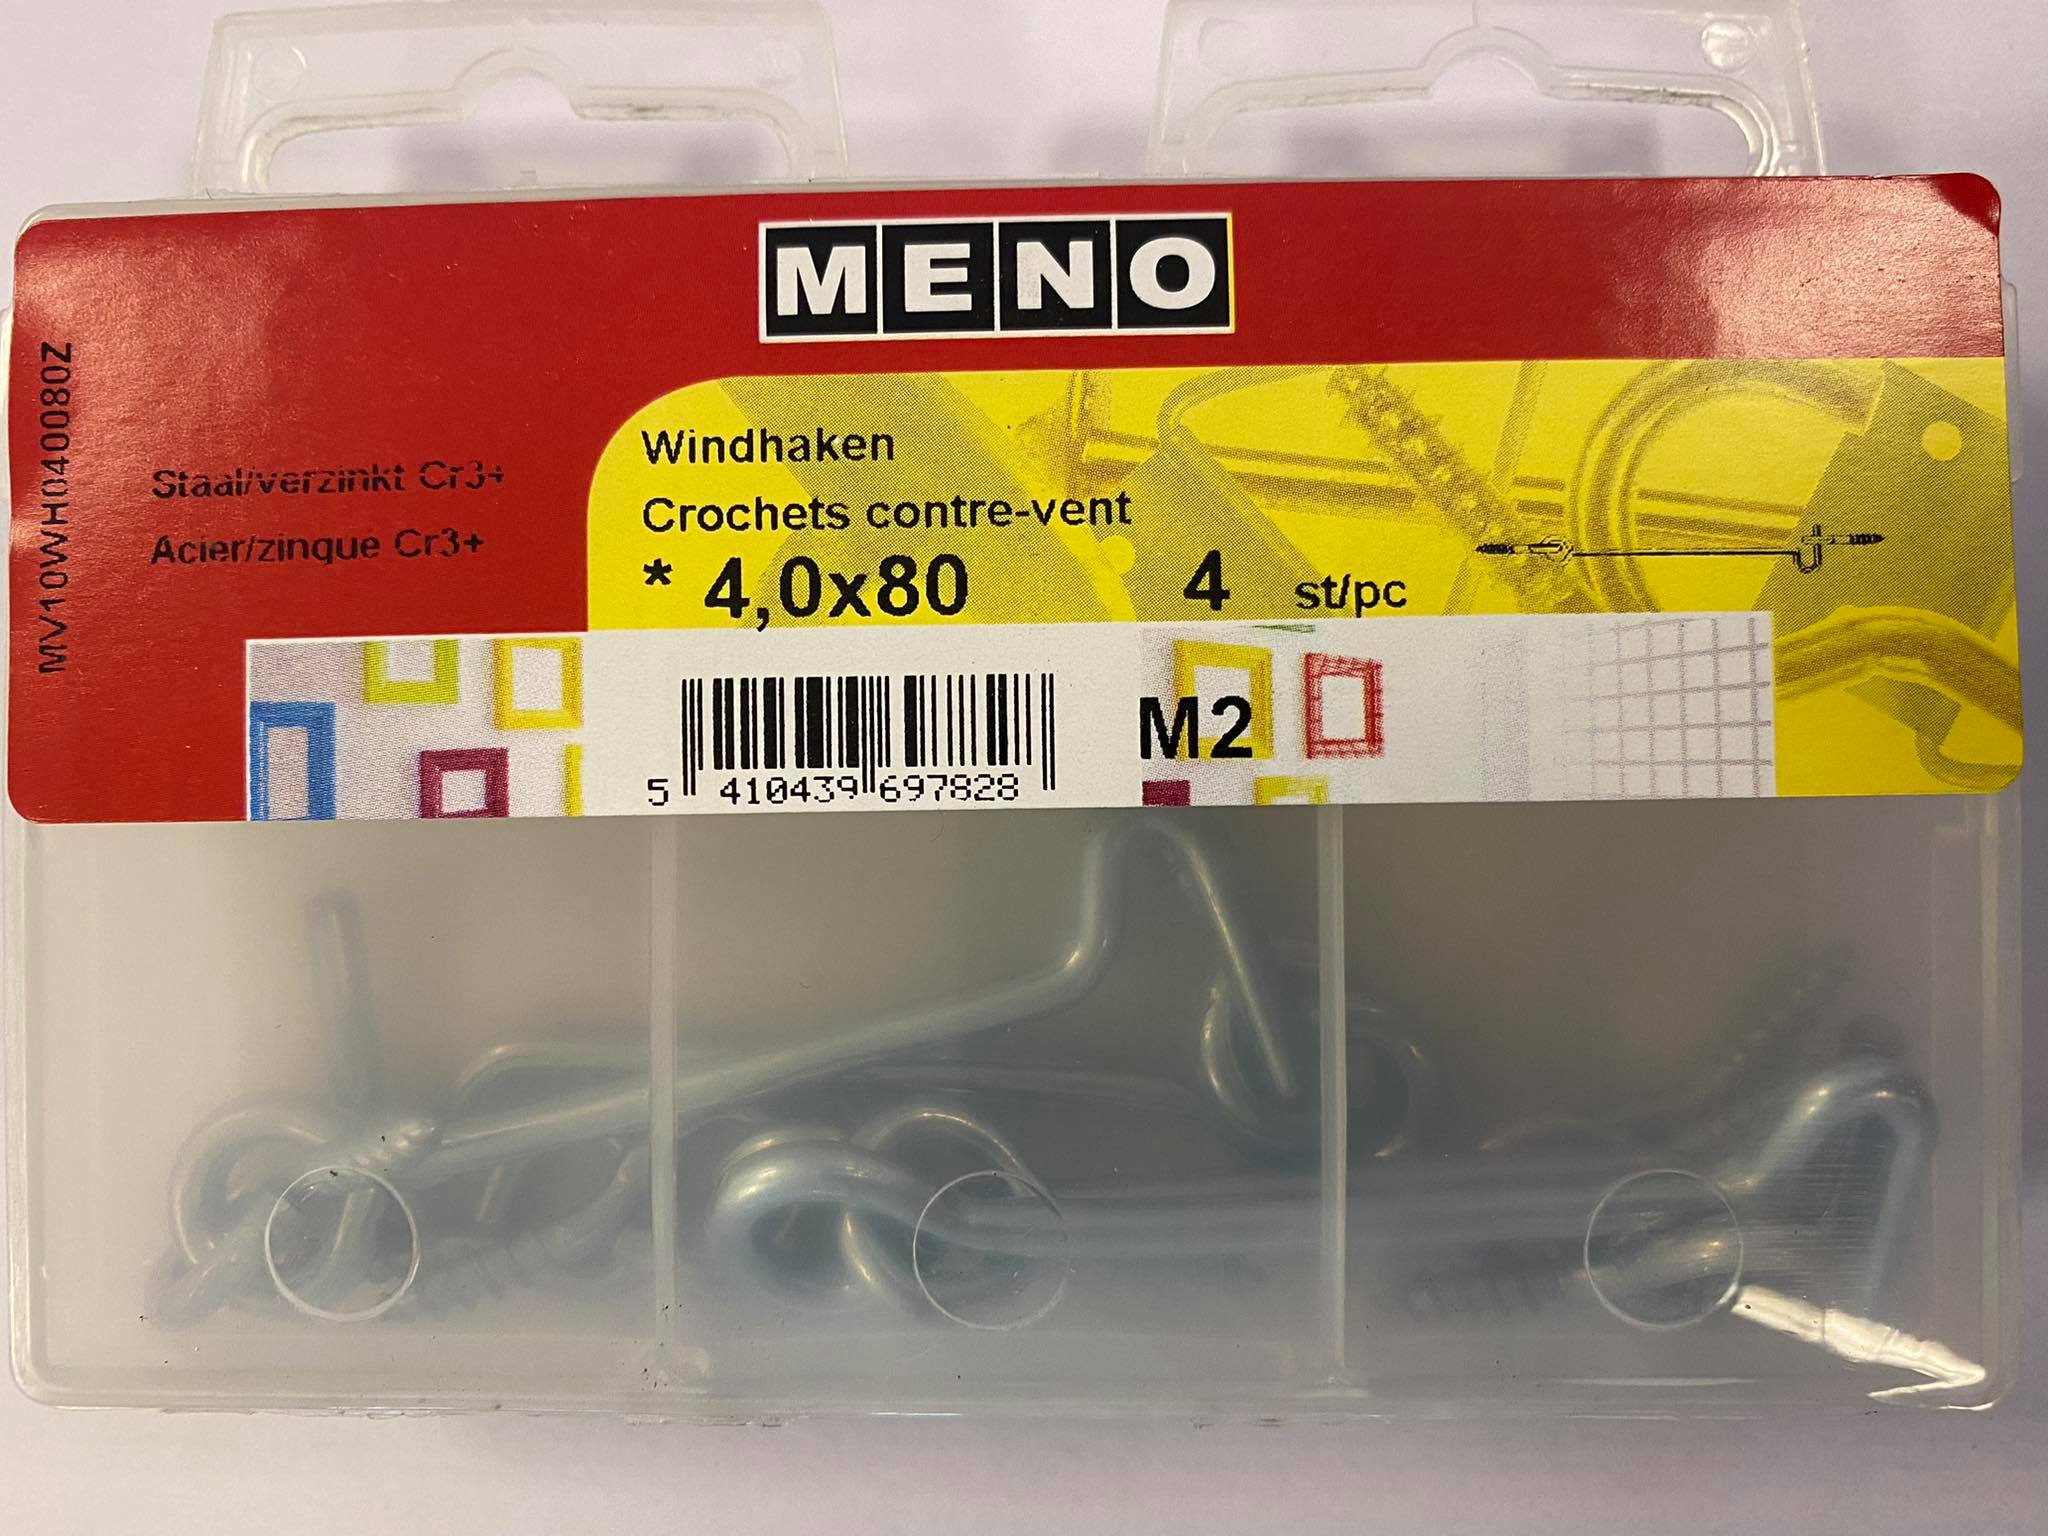 MENO
MV10WH040080Z
Staal/verzinkt Cr3+
Acier/zinque Cr3+
Windhaken
Crochets contre-vent
* 4,0x80 4 st/pc
M2
5 410439 697828